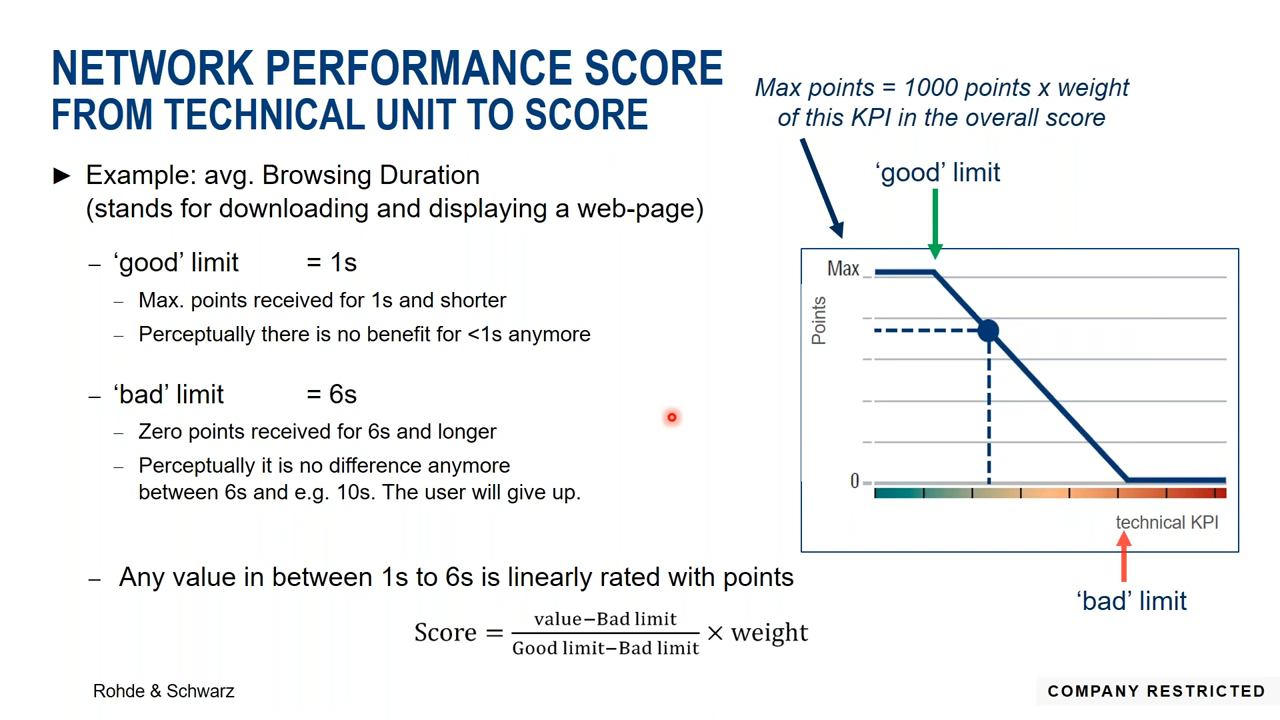 NETWORK PERFORMANCE SCORE
FROM TECHNICAL UNIT TO SCORE
► Example: avg. Browsing Duration
(stands for downloading and displaying a web-page)
– ‘good’ limit = 1s
– Max. points received for 1s and shorter
– Perceptually there is no benefit for <1s anymore
– ‘bad’ limit = 6s
– Zero points received for 6s and longer
– Perceptually it is no difference anymore
between 6s and e.g. 10s. The user will give up.
– Any value in between 1s to 6s is linearly rated with points
Score = (value−Bad limit)/(Good limit−Bad limit) × weight
Max points = 1000 points x weight
of this KPI in the overall score
‘good’ limit
Max
Points
0
technical KPI
‘bad’ limit
Rohde & Schwarz
COMPANY RESTRICTED